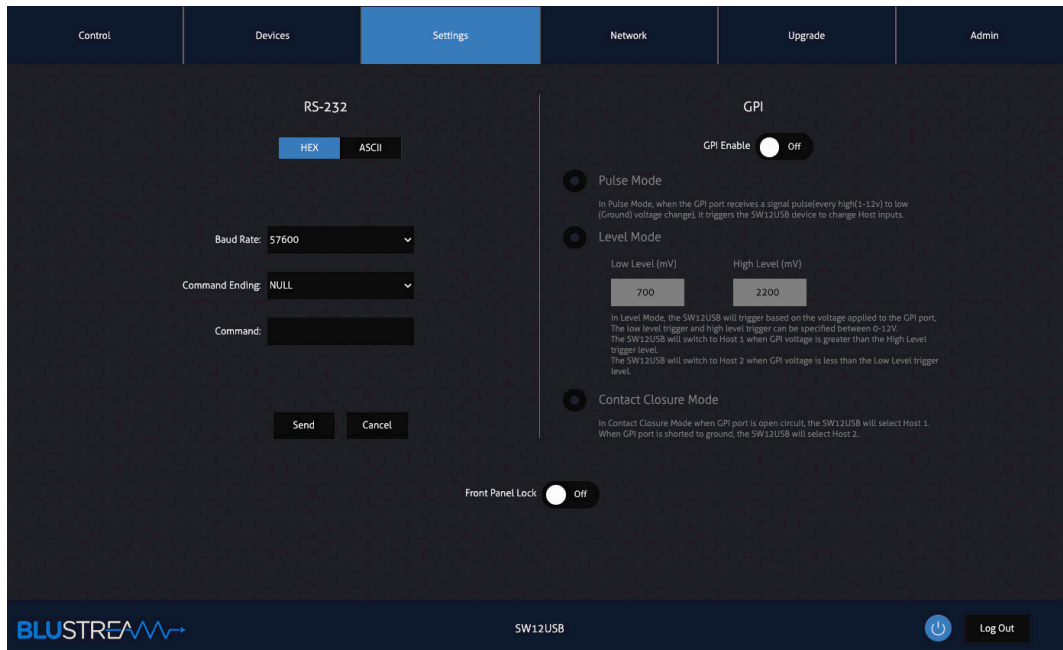 Control Devices Settings Network Upgrade Admin
RS-232
HEX ASCII
Baud Rate: 57600
Command Ending: NULL
Command:
Send Cancel
GPI
GPI Enable Off
Pulse Mode
In Pulse Mode, when the GPI port receives a signal pulse(every high(1-12v) to low
(Ground) voltage change), it triggers the SW12USB device to change Host inputs.
Level Mode
Low Level (mV) High Level (mV)
700 2200
In Level Mode, the SW12USB will trigger based on the voltage applied to the GPI port,
The low level trigger and high level trigger can be specified between 0-12V.
The SW12USB will switch to Host 1 when GPI voltage is greater than the High Level
trigger level,
The SW12USB will switch to Host 2 when GPI voltage is less than the Low Level trigger
level.
Contact Closure Mode
In Contact Closure Mode when GPI port is open circuit, the SW12USB will select Host 1.
When GPI port is shorted to ground, the SW12USB will select Host 2.
Front Panel Lock Off
BLUSTREAM SW12USB Log Out